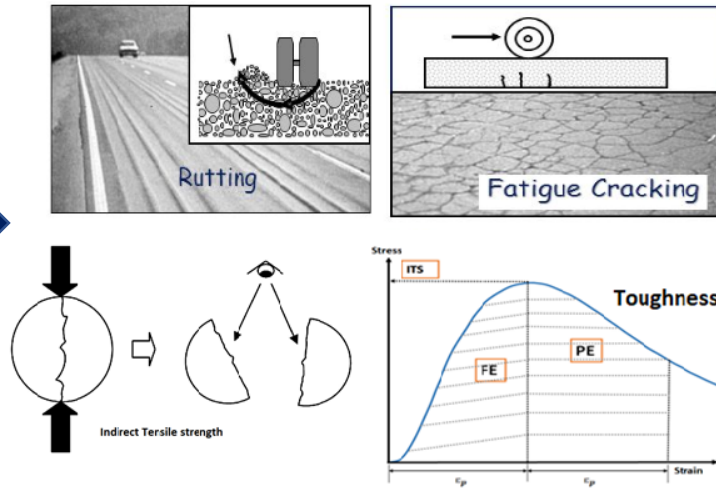 Rutting
Fatigue Cracking
Indirect Tersile strength
Stress
ITS
Toughness
FE
PE
Strain
εp
εp